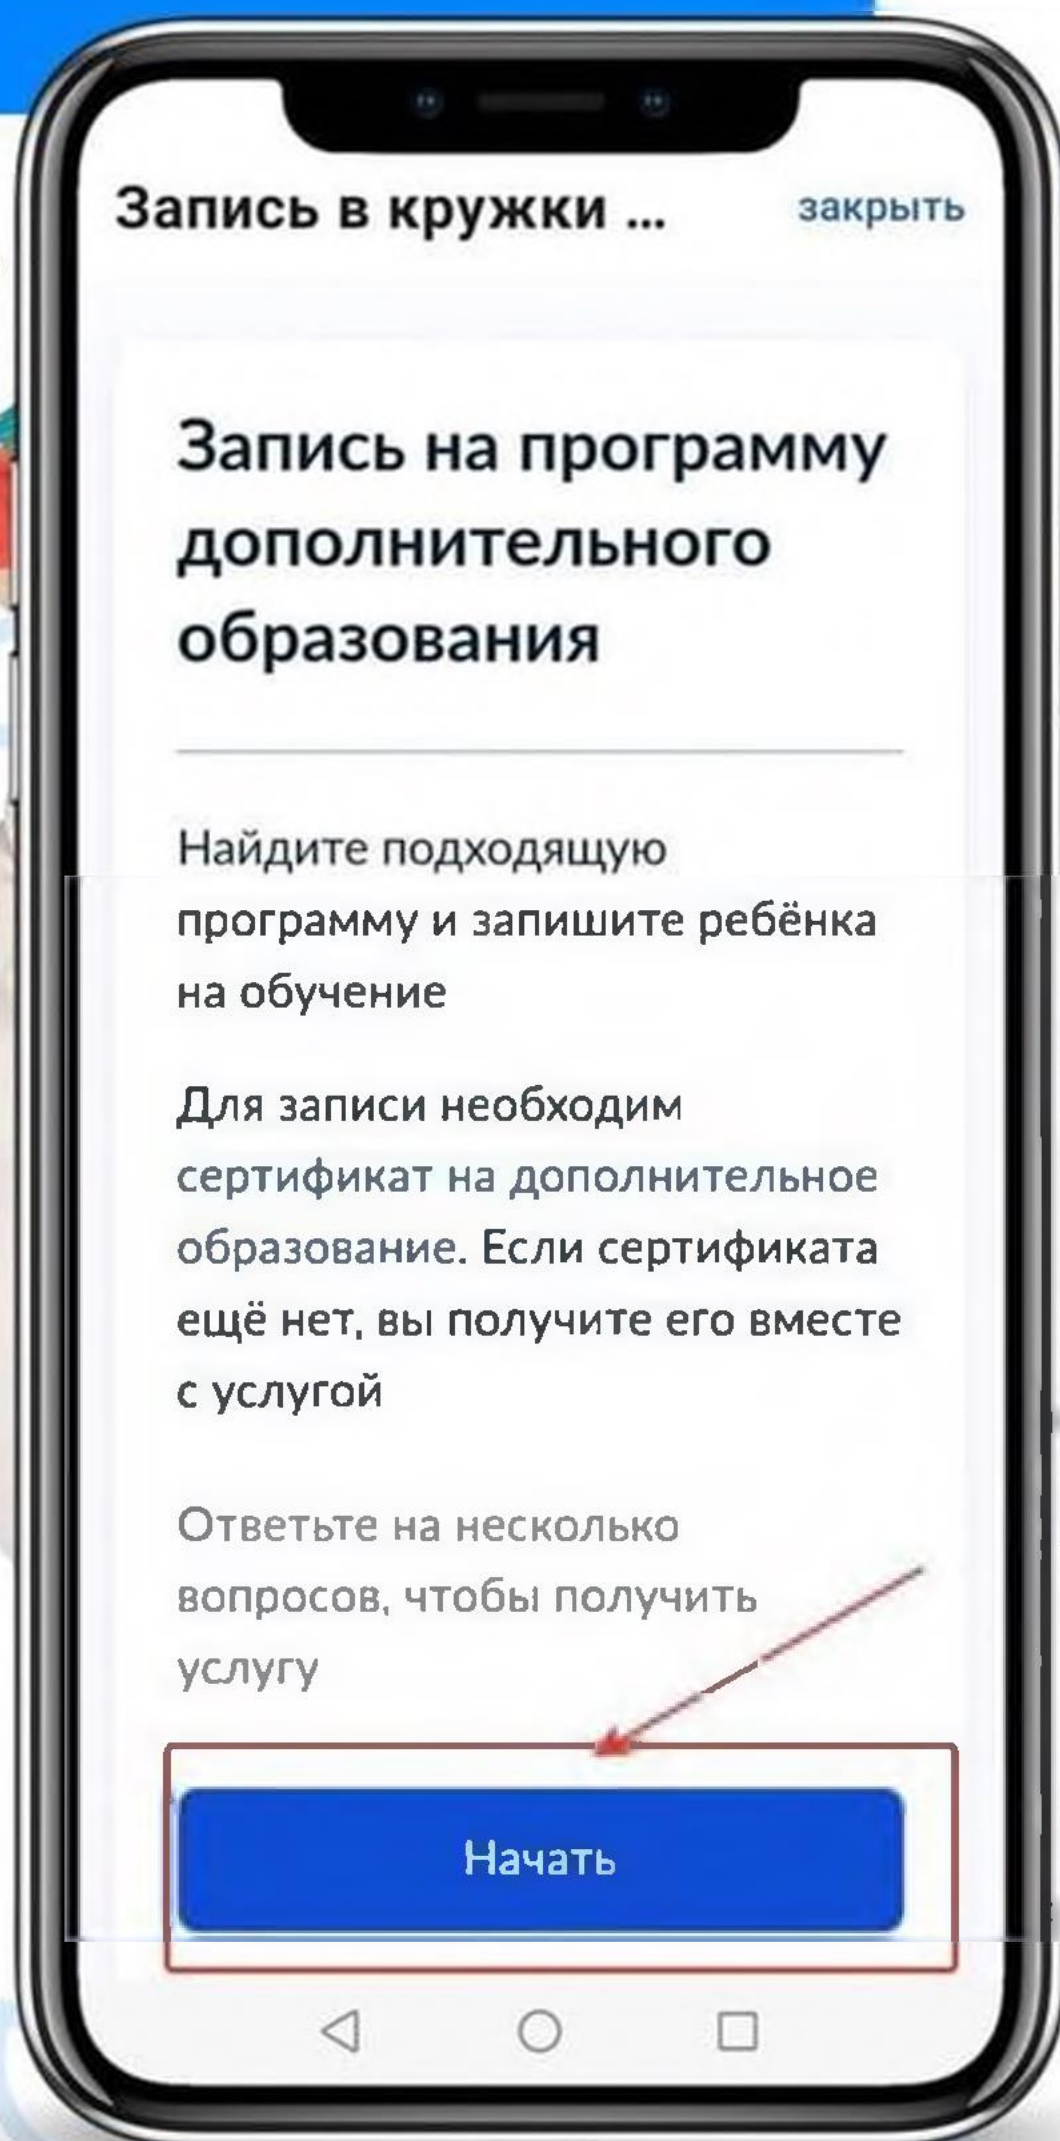 Запись в кружки ... закрыть
Запись на программу
дополнительного
образования
Найдите подходящую
программу и запишите ребёнка
на обучение
Для записи необходим
сертификат на дополнительное
образование. Если сертификата
ещё нет, вы получите его вместе
с услугой
Ответьте на несколько
вопросов, чтобы получить
услугу
Начать